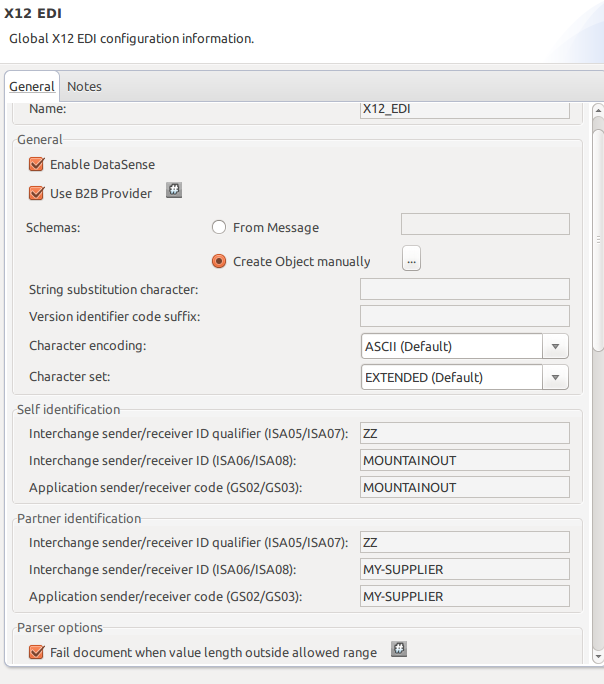 X12 EDI
Global X12 EDI configuration information.
General Notes
Name: X12_EDI
General
Enable DataSense
Use B2B Provider #
Schemas: From Message
Create Object manually ...
String substitution character:
Version identifier code suffix:
Character encoding: ASCII (Default)
Character set: EXTENDED (Default)
Self identification
Interchange sender/receiver ID qualifier (ISA05/ISA07): ZZ
Interchange sender/receiver ID (ISA06/ISA08): MOUNTAINOUT
Application sender/receiver code (GS02/GS03): MOUNTAINOUT
Partner identification
Interchange sender/receiver ID qualifier (ISA05/ISA07): ZZ
Interchange sender/receiver ID (ISA06/ISA08): MY-SUPPLIER
Application sender/receiver code (GS02/GS03): MY-SUPPLIER
Parser options
Fail document when value length outside allowed range #